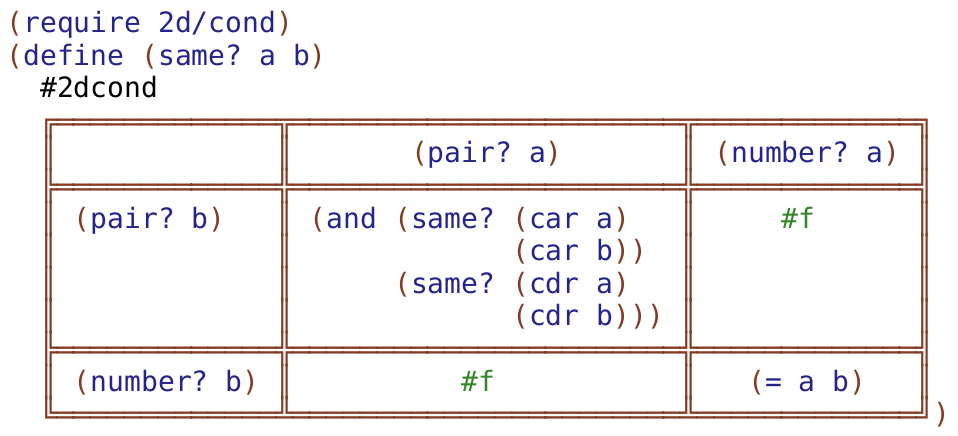 (require 2d/cond)
(define (same? a b)
#2dcond
(pair? a) (number? a)
(pair? b) (and (same? (car a) #f
(car b))
(same? (cdr a)
(cdr b)))
(number? b) #f (= a b)
)